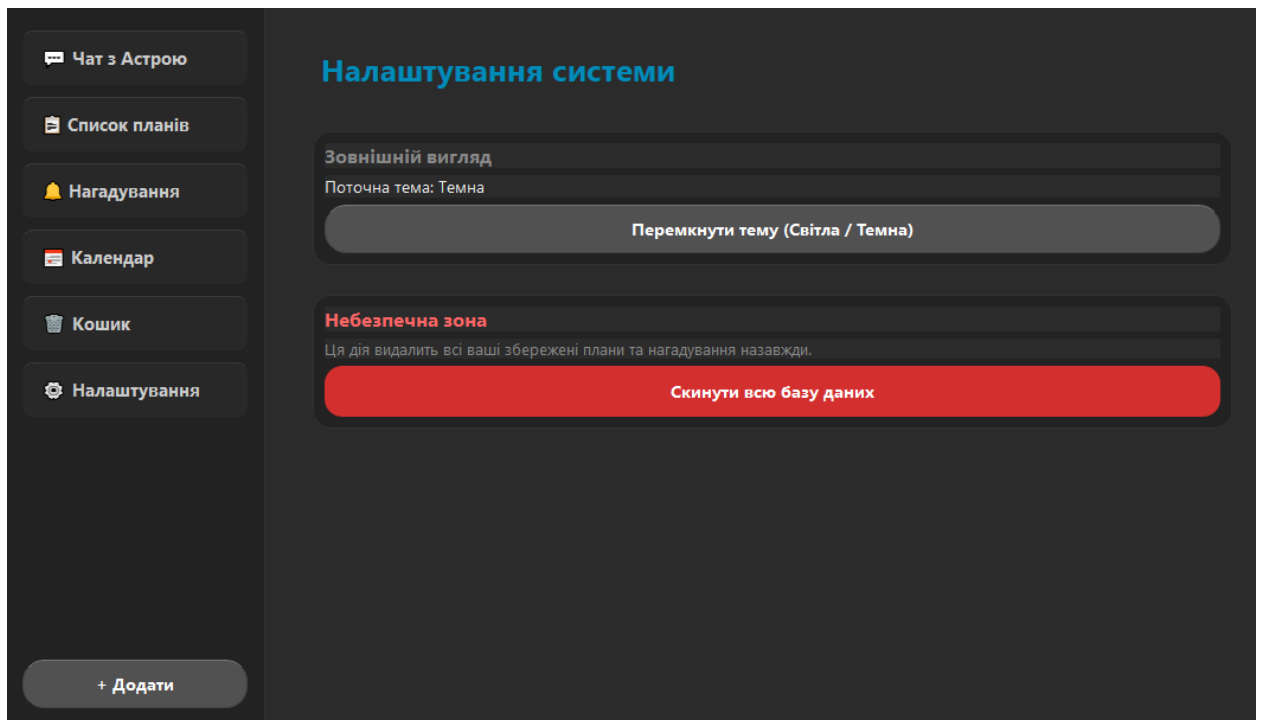 Чат з Астрою
Список планів
Нагадування
Календар
Кошик
Налаштування
+ Додати
Налаштування системи
Зовнішній вигляд
Поточна тема: Темна
Перемкнути тему (Світла / Темна)
Небезпечна зона
Ця дія видалить всі ваші збережені плани та нагадування назавжди.
Скинути всю базу даних